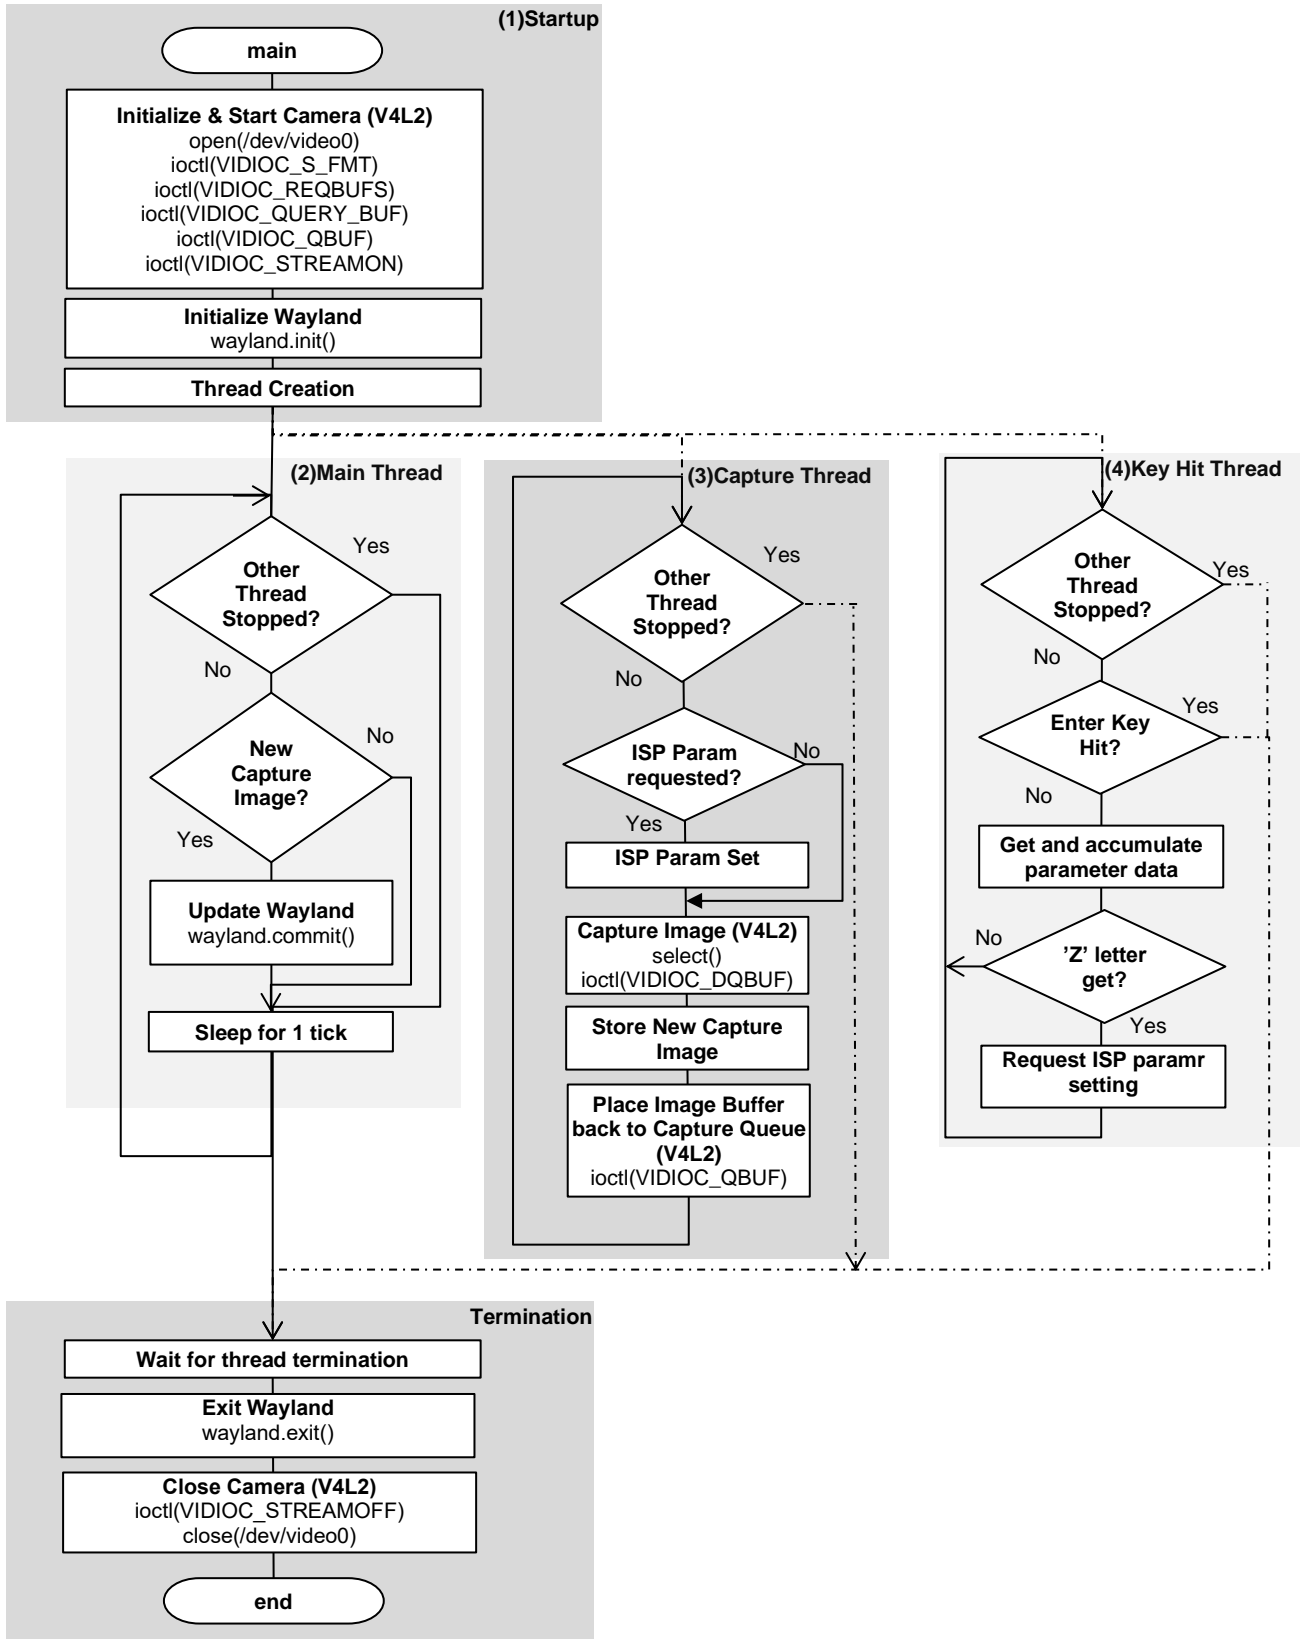 (1)Startup
main
Initialize & Start Camera (V4L2)
open(/dev/video0)
ioctl(VIDIOC_S_FMT)
ioctl(VIDIOC_REQBUFS)
ioctl(VIDIOC_QUERY_BUF)
ioctl(VIDIOC_QBUF)
ioctl(VIDIOC_STREAMON)
Initialize Wayland
wayland.init()
Thread Creation
(2)Main Thread
Other
Thread
Stopped?
Yes
No
New
Capture
Image?
No
Yes
Update Wayland
wayland.commit()
Sleep for 1 tick
(3)Capture Thread
Other
Thread
Stopped?
Yes
No
ISP Param
requested?
No
Yes
ISP Param Set
Capture Image (V4L2)
select()
ioctl(VIDIOC_DQBUF)
Store New Capture
Image
Place Image Buffer
back to Capture Queue
(V4L2)
ioctl(VIDIOC_QBUF)
(4)Key Hit Thread
Other
Thread
Stopped?
Yes
No
Enter Key
Hit?
Yes
No
Get and accumulate
parameter data
’Z’ letter
get?
No
Yes
Request ISP paramr
setting
Termination
Wait for thread termination
Exit Wayland
wayland.exit()
Close Camera (V4L2)
ioctl(VIDIOC_STREAMOFF)
close(/dev/video0)
end